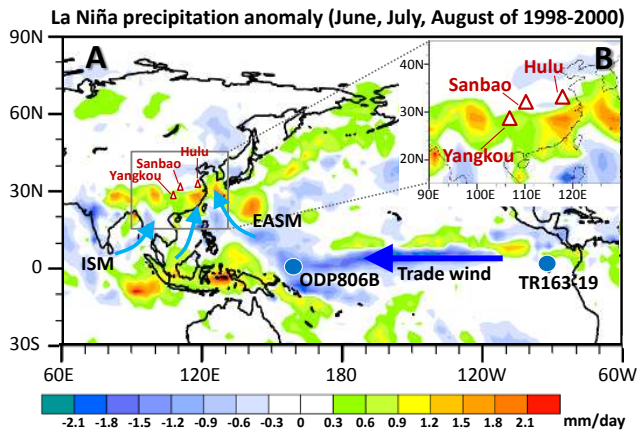 La Niña precipitation anomaly (June, July, August of 1998-2000)
90N
A
B
45N
40N
Hulu
Sanbao
30N
Yangkou
20N
90E 100E 110E 120E
60N
Hulu
Sanbao
Yangkou
30N
EASM
ISM
0
ODP806B
Trade wind
TR163-19
30S
60E 120E 180 120W 60W
-2.1 -1.8 -1.5 -1.2 -0.9 -0.6 -0.3 0 0.3 0.6 0.9 1.2 1.5 1.8 2.1
mm/day